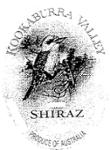 KOOKABURRA VALLEY
SHIRAZ
PRODUCE OF AUSTRALIA